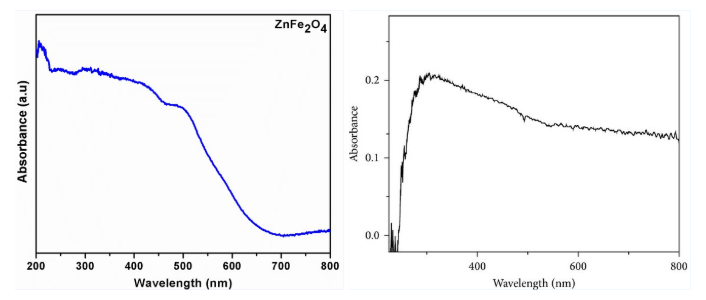 ZnFe2O4
Absorbance (a.u)
200 300 400 500 600 700 800
Wavelength (nm)
0.2
0.1
0.0
Absorbance
400 600 800
Wavelength (nm)